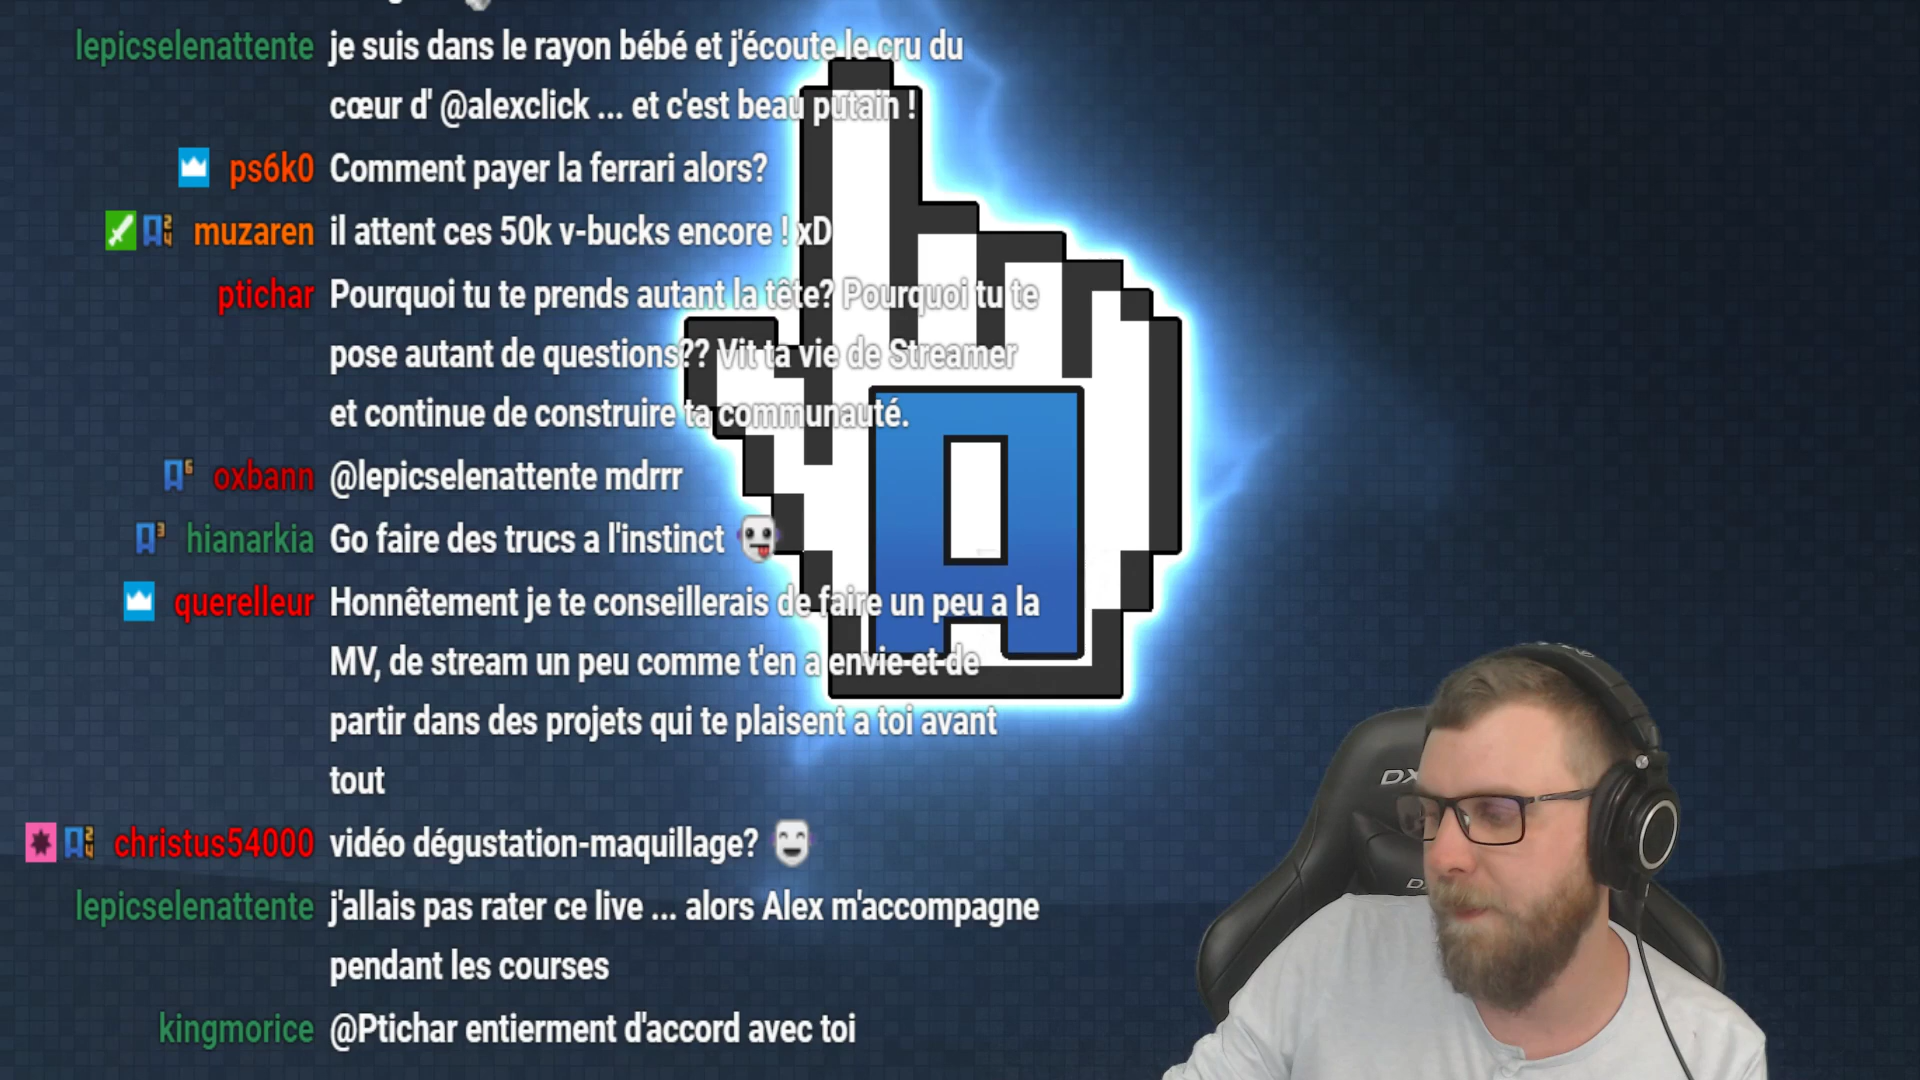 lepicselenattente je suis dans le rayon bébé et j'écoute le cru du
cœur d' @alexclick ... et c'est beau putain !
ps6k0 Comment payer la ferrari alors?
muzaren il attent ces 50k v-bucks encore ! xD
ptichar Pourquoi tu te prends autant la tête? Pourquoi tu te
pose autant de questions?? Vit ta vie de Streamer
et continue de construire ta communauté.
oxbann @lepicselenattente mdrrr
hianarkia Go faire des trucs a l'instinct
querelleur Honnêtement je te conseillerais de faire un peu a la
MV, de stream un peu comme t'en a envie et de
partir dans des projets qui te plaisent a toi avant
tout
christus54000 vidéo dégustation-maquillage?
lepicselenattente j'allais pas rater ce live ... alors Alex m'accompagne
pendant les courses
kingmorice @Ptichar entierment d'accord avec toi
A
DX